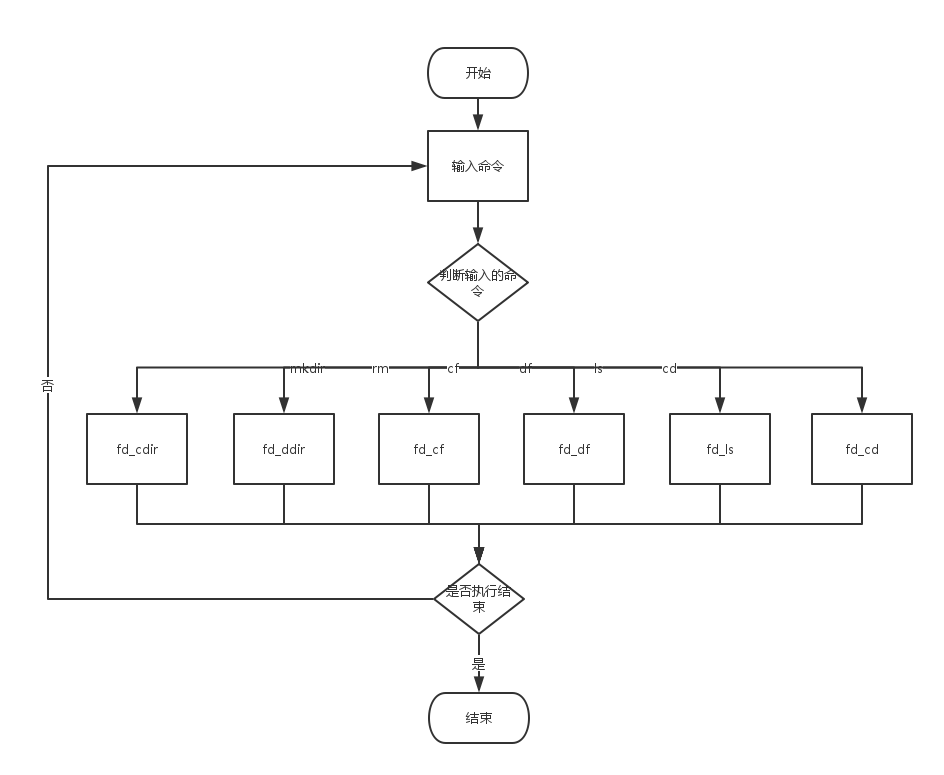 开始
输入命令
判断输入的命
令
mkdir
rm
cf
df
ls
cd
否
fd_cdir
fd_ddir
fd_cf
fd_df
fd_ls
fd_cd
是否执行结
束
是
结束